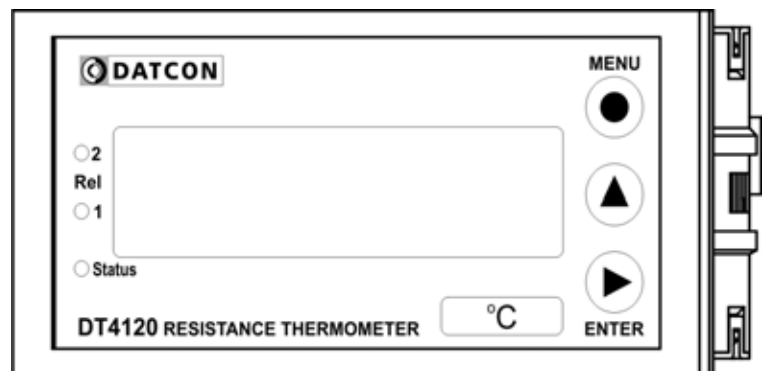 DATCON
MENU
2
Rel
1
Status
DT4120 RESISTANCE THERMOMETER
°C
ENTER